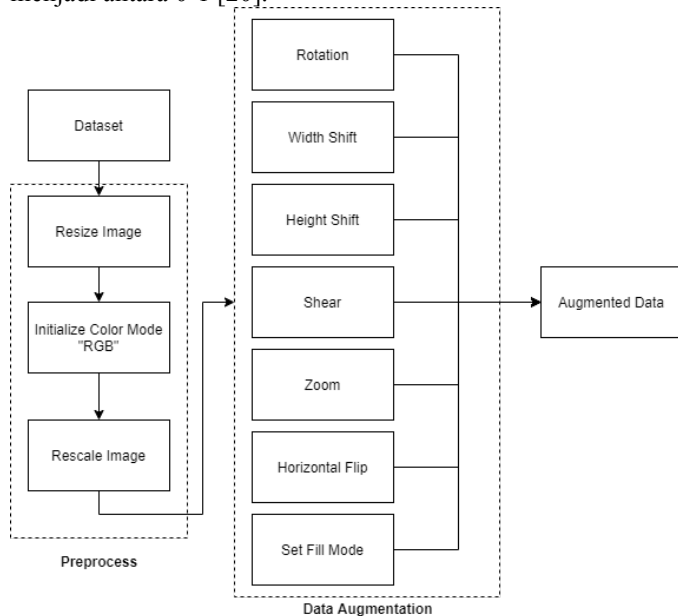 menjadi antara 0-1 [20].
Dataset
Resize Image
Initialize Color Mode
"RGB"
Rescale Image
Preprocess
Rotation
Width Shift
Height Shift
Shear
Zoom
Horizontal Flip
Set Fill Mode
Data Augmentation
Augmented Data